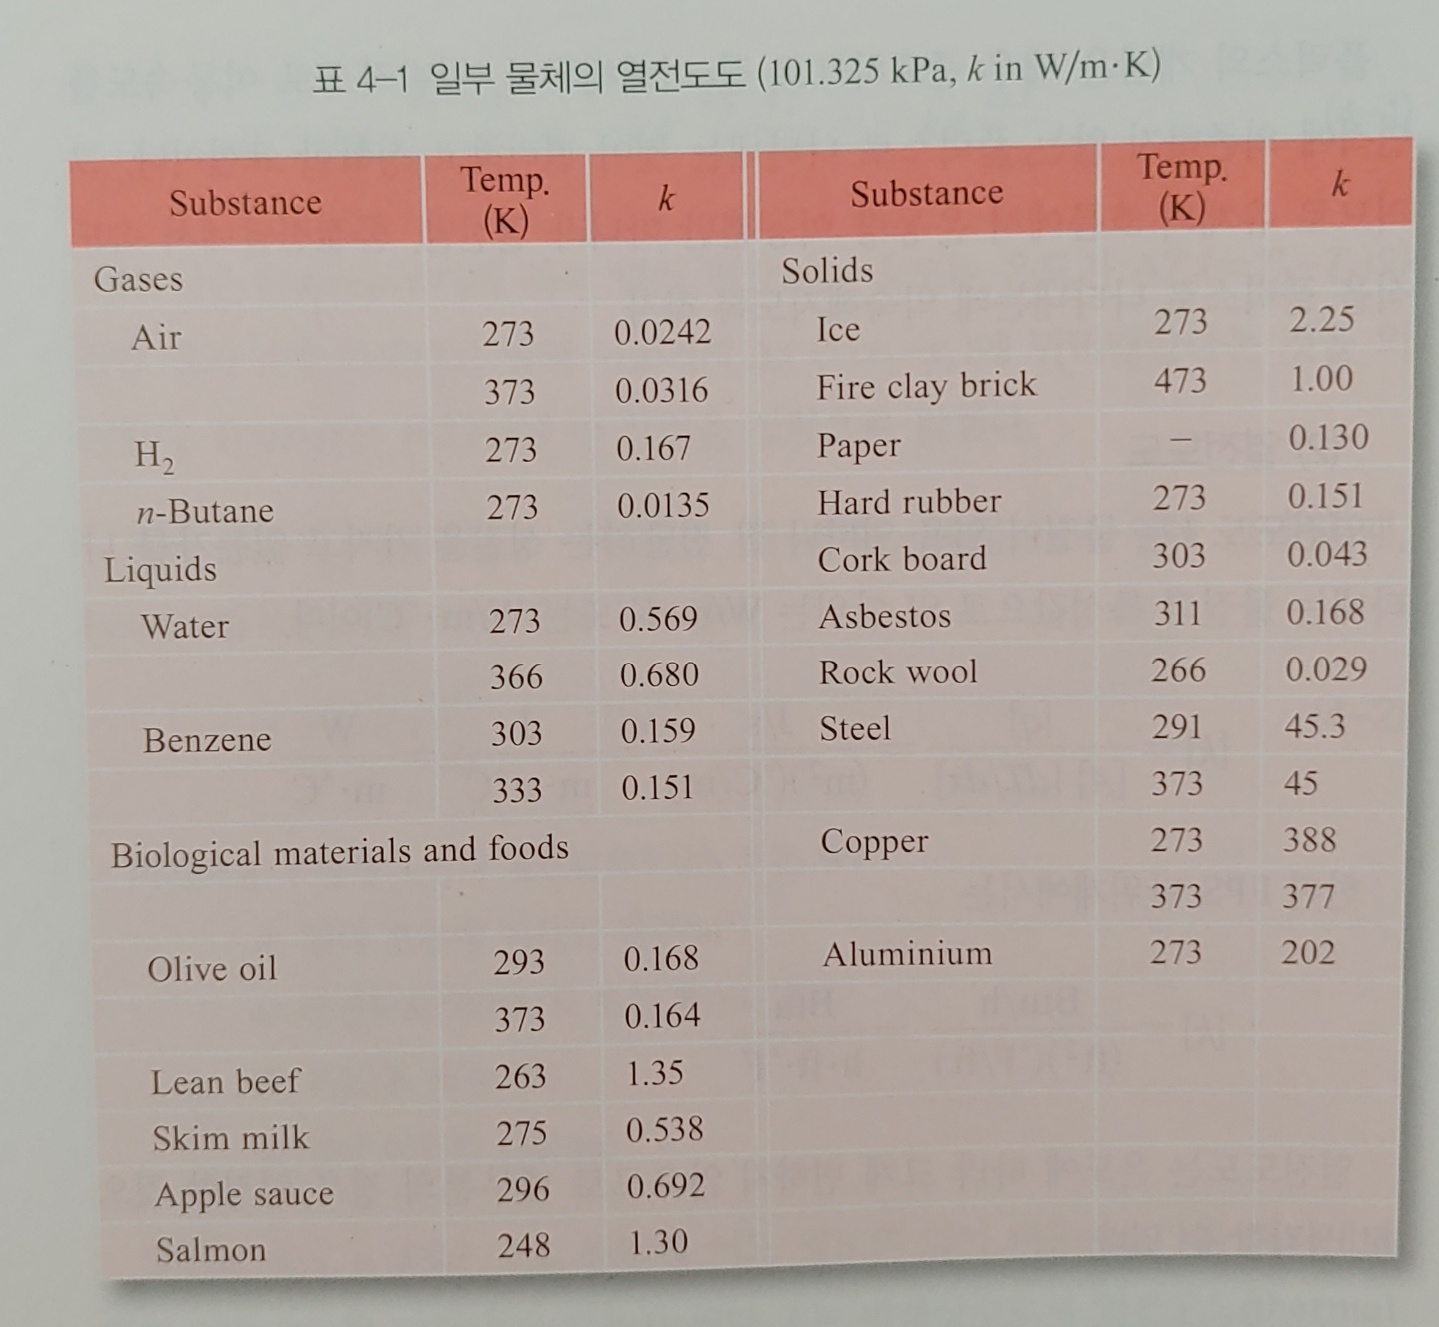 표 4–1 일부 물체의 열전도도 (101.325 kPa, k in W/m·K)
Substance Temp. (K) k Substance Temp. (K) k
Gases Solids
Air 273 0.0242 Ice 273 2.25
373 0.0316 Fire clay brick 473 1.00
H₂ 273 0.167 Paper – 0.130
n-Butane 273 0.0135 Hard rubber 273 0.151
Liquids Cork board 303 0.043
Water 273 0.569 Asbestos 311 0.168
366 0.680 Rock wool 266 0.029
Benzene 303 0.159 Steel 291 45.3
333 0.151 373 45
Biological materials and foods Copper 273 388
373 377
Olive oil 293 0.168 Aluminium 273 202
373 0.164
Lean beef 263 1.35
Skim milk 275 0.538
Apple sauce 296 0.692
Salmon 248 1.30